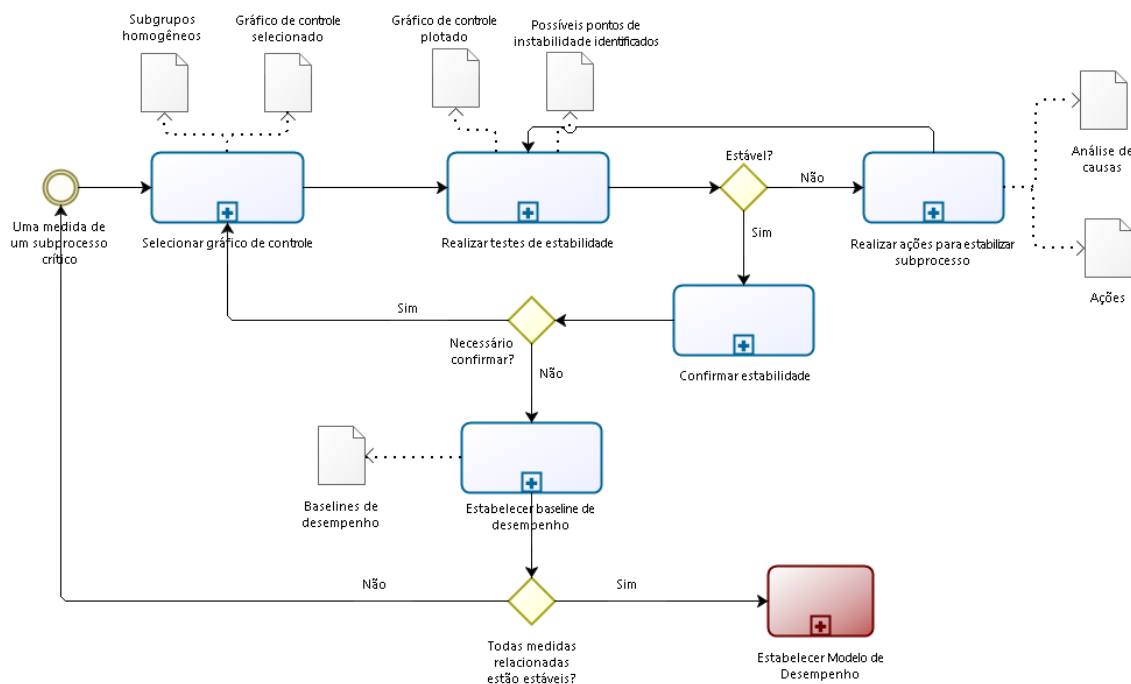 Subgrupos
homogêneos
Gráfico de controle
selecionado
Gráfico de controle
plotado
Possíveis pontos de
instabilidade identificados
Análise de
causas
Ações
Uma medida de
um subprocesso
crítico
Selecionar gráfico de controle
Realizar testes de estabilidade
Estável?
Não
Sim
Realizar ações para estabilizar
subprocesso
Sim
Necessário
confirmar?
Não
Confirmar estabilidade
Baselines de
desempenho
Estabelecer baseline de
desempenho
Não
Sim
Todas medidas
relacionadas
estão estáveis?
Estabelecer Modelo de
Desempenho